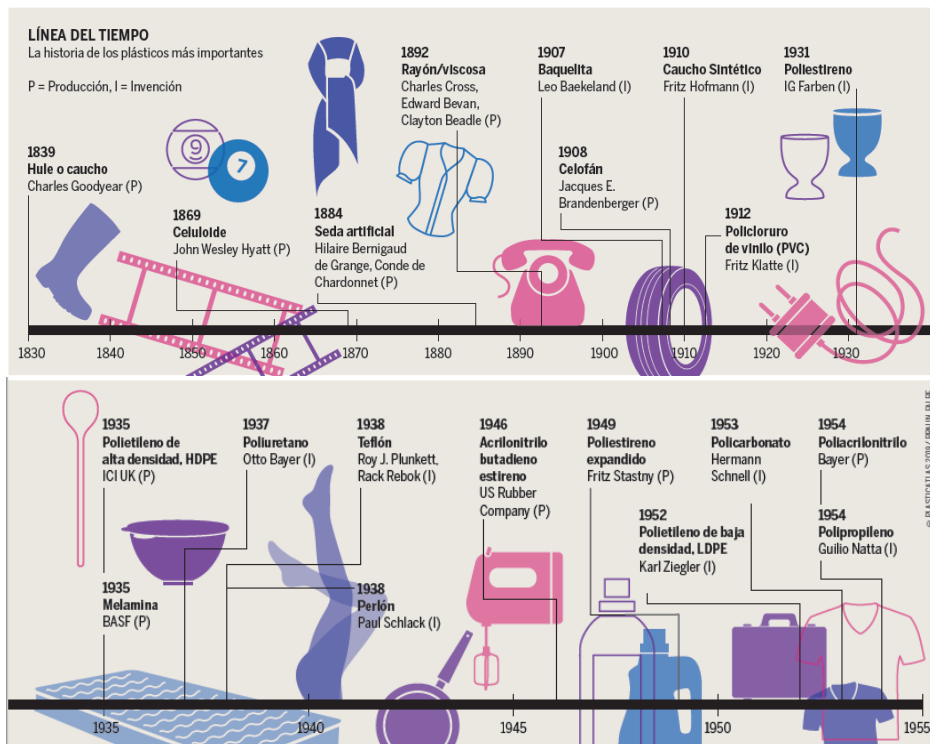 LÍNEA DEL TIEMPO
La historia de los plásticos más importantes
P = Producción, I = Invención
1839
Hule o caucho
Charles Goodyear (P)
9
7
1869
Celuloide
John Wesley Hyatt (P)
1884
Seda artificial
Hilaire Bernigaud
de Grange, Conde de
Chardonnet (P)
1892
Rayón/viscosa
Charles Cross,
Edward Bevan,
Clayton Beadle (P)
1907
Baquelita
Leo Baekeland (I)
1908
Celofán
Jacques E.
Brandenberger (P)
1910
Caucho Sintético
Fritz Hofmann (I)
1912
Policloruro
de vinilo (PVC)
Fritz Klatte (I)
1931
Poliestireno
IG Farben (I)
1830 1840 1850 1860 1870 1880 1890 1900 1910 1920 1930
1935
Polietileno de
alta densidad, HDPE
ICI UK (P)
1935
Melamina
BASF (P)
1937
Poliuretano
Otto Bayer (I)
1938
Teflón
Roy J. Plunkett,
Rack Rebok (I)
1938
Perlón
Paul Schlack (I)
1946
Acrilonitrilo
butadieno
estireno
US Rubber
Company (P)
1949
Poliestireno
expandido
Fritz Stastny (P)
1952
Polietileno de baja
densidad, LDPE
Karl Ziegler (I)
1953
Policarbonato
Hermann
Schnell (I)
1954
Poliacrilonitrilo
Bayer (P)
1954
Polipropileno
Guilio Natta (I)
1935 1940 1945 1950 1955